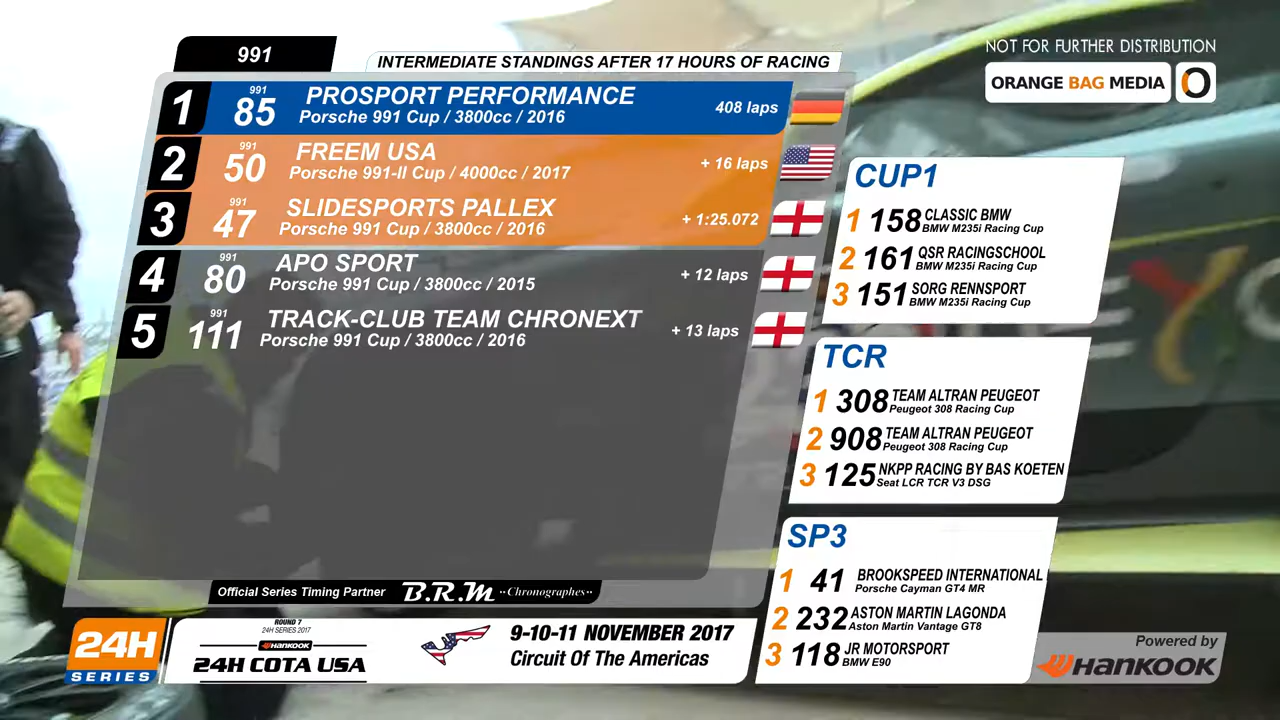 991
INTERMEDIATE STANDINGS AFTER 17 HOURS OF RACING
NOT FOR FURTHER DISTRIBUTION
ORANGE BAG MEDIA
1 991 85 PROSPORT PERFORMANCE 408 laps
Porsche 991 Cup / 3800cc / 2016
2 991 50 FREEM USA + 16 laps
Porsche 991-II Cup / 4000cc / 2017
3 991 47 SLIDESPORTS PALLEX + 1:25.072
Porsche 991 Cup / 3800cc / 2016
4 991 80 APO SPORT + 12 laps
Porsche 991 Cup / 3800cc / 2015
5 991 111 TRACK-CLUB TEAM CHRONEXT + 13 laps
Porsche 991 Cup / 3800cc / 2016
CUP1
1 158 CLASSIC BMW
BMW M235i Racing Cup
2 161 QSR RACINGSCHOOL
BMW M235i Racing Cup
3 151 SORG RENNSPORT
BMW M235i Racing Cup
TCR
1 308 TEAM ALTRAN PEUGEOT
Peugeot 308 Racing Cup
2 908 TEAM ALTRAN PEUGEOT
Peugeot 308 Racing Cup
3 125 NKPP RACING BY BAS KOETEN
Seat LCR TCR V3 DSG
SP3
1 41 BROOKSPEED INTERNATIONAL
Porsche Cayman GT4 MR
2 232 ASTON MARTIN LAGONDA
Aston Martin Vantage GT8
3 118 JR MOTORSPORT
BMW E90
Official Series Timing Partner B.R.M Chronographes
24H
SERIES
ROUND 7
24H SERIES 2017
HANKOOK
24H COTA USA
9-10-11 NOVEMBER 2017
Circuit Of The Americas
Powered by
HANKOOK